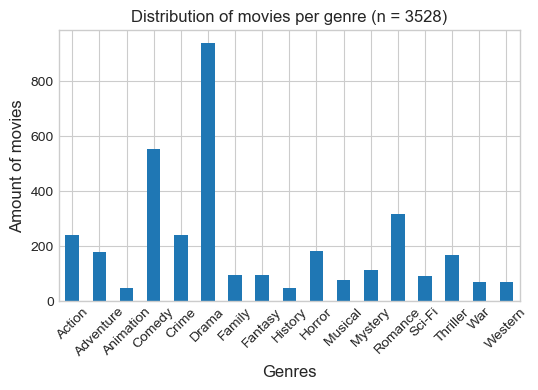 Distribution of movies per genre (n = 3528)
Amount of movies
800
600
400
200
0
Action
Adventure
Animation
Comedy
Crime
Drama
Family
Fantasy
History
Horror
Musical
Mystery
Romance
Sci-Fi
Thriller
War
Western
Genres